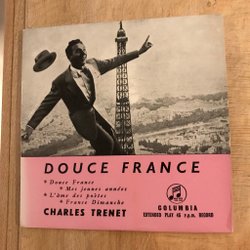 DOUCE FRANCE
* Douce France
* Mes jeunes années
* L'âme des poètes
* France Dimanche
CHARLES TRENET
COLUMBIA
EXTENDED PLAY 45 r.p.m. RECORD